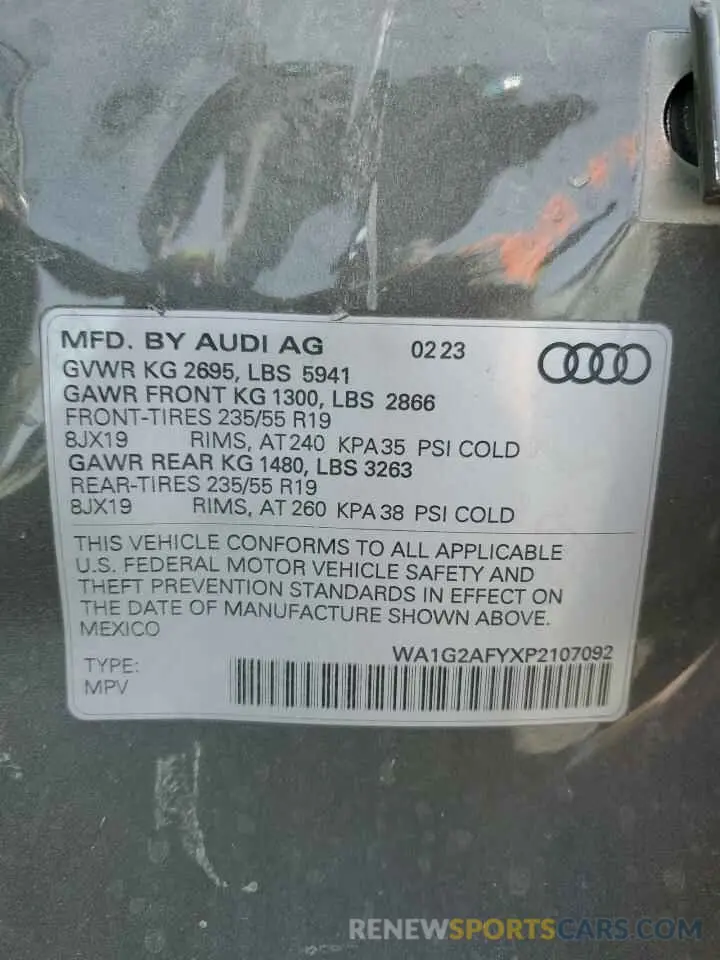 MFD. BY AUDI AG 02 23
GVWR KG 2695, LBS 5941
GAWR FRONT KG 1300, LBS 2866
FRONT-TIRES 235/55 R19
8JX19 RIMS, AT 240 KPA 35 PSI COLD
GAWR REAR KG 1480, LBS 3263
REAR-TIRES 235/55 R19
8JX19 RIMS, AT 260 KPA 38 PSI COLD
THIS VEHICLE CONFORMS TO ALL APPLICABLE
U.S. FEDERAL MOTOR VEHICLE SAFETY AND
THEFT PREVENTION STANDARDS IN EFFECT ON
THE DATE OF MANUFACTURE SHOWN ABOVE.
MEXICO
WA1G2AFYXP2107092
TYPE:
MPV
RENEWSPORTSCARS.COM